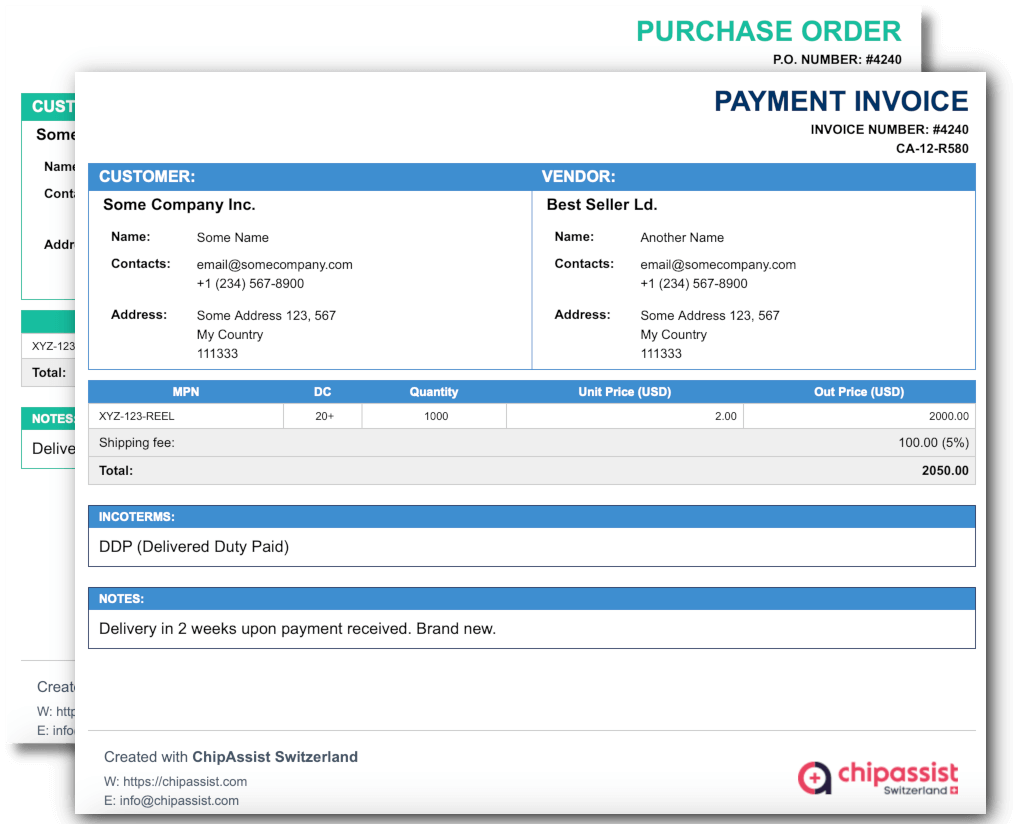 PURCHASE ORDER
P.O. NUMBER: #4240
CUST
Some
Name
Conta
Addr
XYZ-123
Total:
NOTES:
Delive
Create
W: http
E: info
PAYMENT INVOICE
INVOICE NUMBER: #4240
CA-12-R580
CUSTOMER: VENDOR:
Some Company Inc. Best Seller Ld.
Name: Some Name Name: Another Name
Contacts: email@somecompany.com Contacts: email@somecompany.com
+1 (234) 567-8900 +1 (234) 567-8900
Address: Some Address 123, 567 Address: Some Address 123, 567
My Country My Country
111333 111333
MPN DC Quantity Unit Price (USD) Out Price (USD)
XYZ-123-REEL 20+ 1000 2.00 2000.00
Shipping fee: 100.00 (5%)
Total: 2050.00
INCOTERMS:
DDP (Delivered Duty Paid)
NOTES:
Delivery in 2 weeks upon payment received. Brand new.
Created with ChipAssist Switzerland
W: https://chipassist.com
E: info@chipassist.com
chipassist
Switzerland